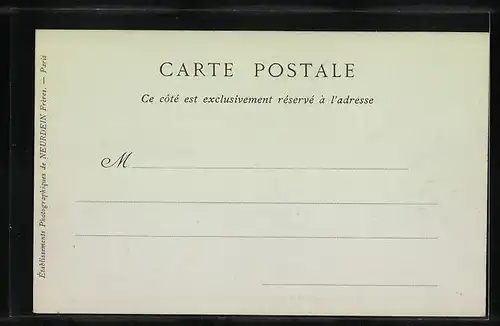 CARTE POSTALE
Ce côté est exclusivement réservé à l'adresse
M
Établissements Photographiques de NEURDEIN Frères. — Paris